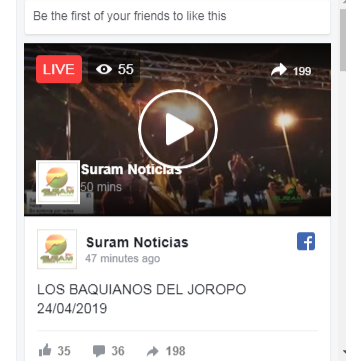 Be the first of your friends to like this
LIVE 55 199
Suram Noticias
50 mins
SURAM
Suram Noticias
47 minutes ago
LOS BAQUIANOS DEL JOROPO
24/04/2019
35 36 198